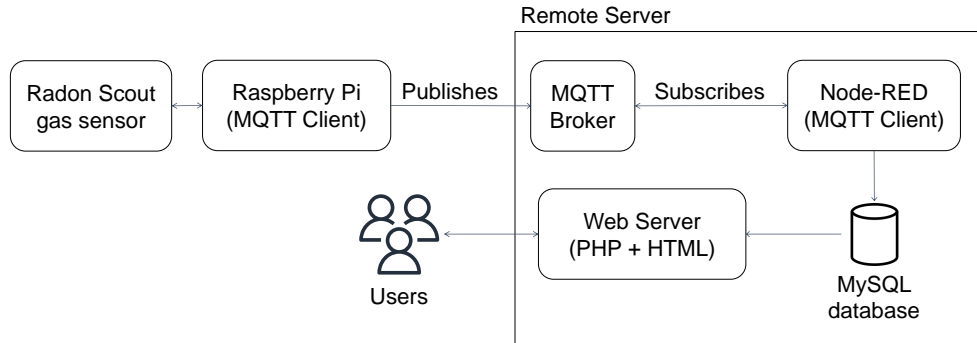 Remote Server
Radon Scout
gas sensor
Raspberry Pi
(MQTT Client)
Publishes
MQTT
Broker
Subscribes
Node-RED
(MQTT Client)
Users
Web Server
(PHP + HTML)
MySQL
database